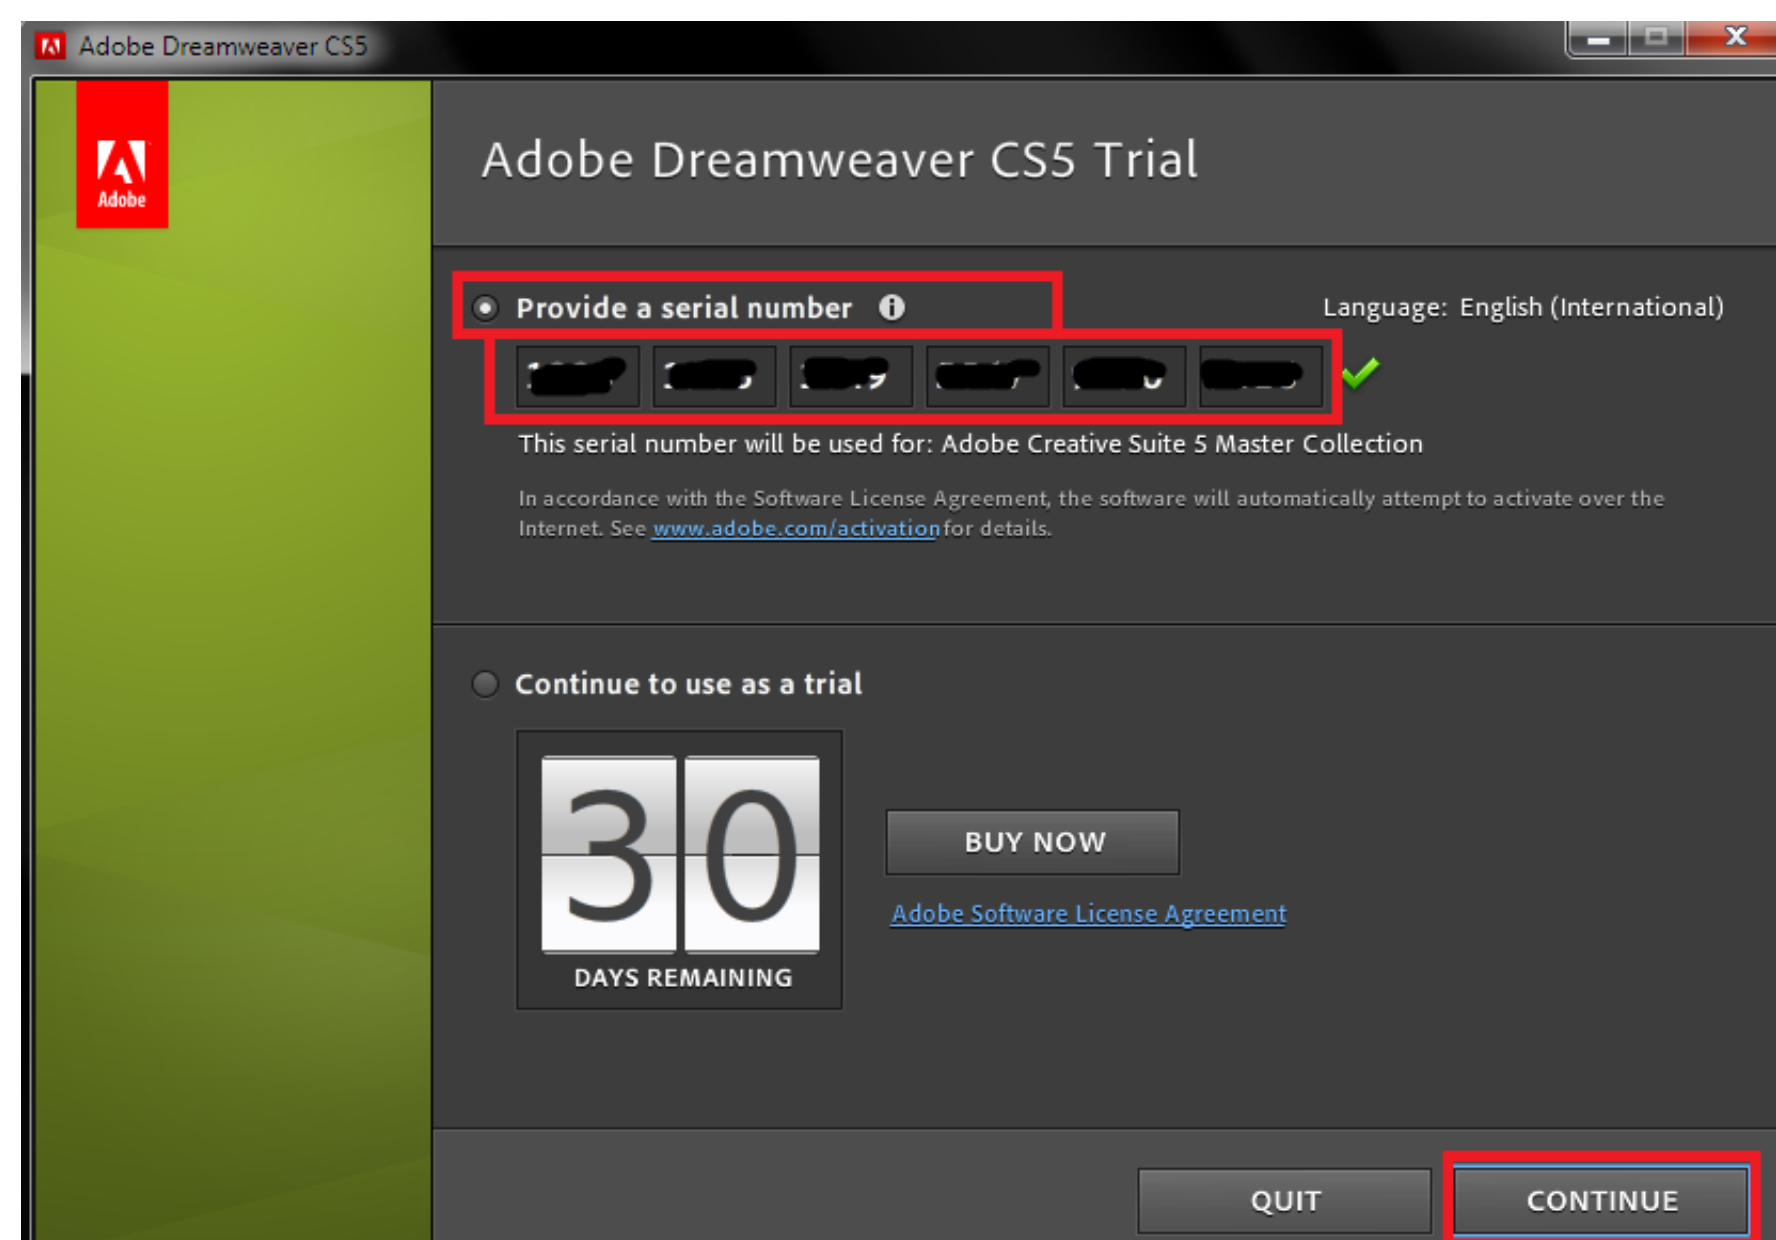 Adobe Dreamweaver CS5
Adobe
Adobe Dreamweaver CS5 Trial
Provide a serial number
Language: English (International)
This serial number will be used for: Adobe Creative Suite 5 Master Collection
In accordance with the Software License Agreement, the software will automatically attempt to activate over the
Internet. See www.adobe.com/activation for details.
Continue to use as a trial
30
DAYS REMAINING
BUY NOW
Adobe Software License Agreement
QUIT
CONTINUE